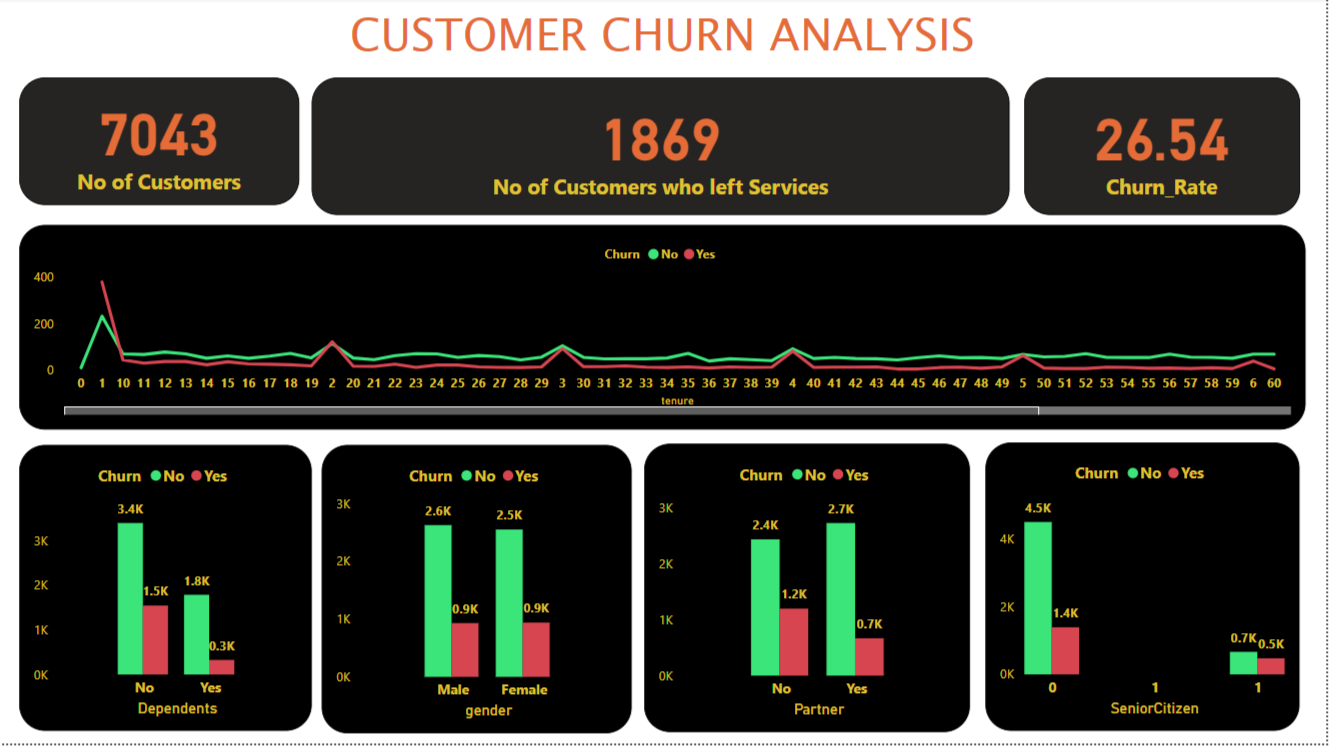 CUSTOMER CHURN ANALYSIS
7043
No of Customers
1869
No of Customers who left Services
26.54
Churn_Rate
Churn No Yes
400
200
0
0 1 10 11 12 13 14 15 16 17 18 19 2 20 21 22 23 24 25 26 27 28 29 3 30 31 32 33 34 35 36 37 38 39 4 40 41 42 43 44 45 46 47 48 49 5 50 51 52 53 54 55 56 57 58 59 6 60
tenure
Churn No Yes
3.4K
3K
2K
1.8K
1.5K
1K
0.3K
0K
No Yes
Dependents
Churn No Yes
3K
2.6K 2.5K
2K
1K
0.9K 0.9K
0K
Male Female
gender
Churn No Yes
3K
2.7K
2.4K
2K
1.2K
1K
0.7K
0K
No Yes
Partner
Churn No Yes
4.5K
4K
2K
1.4K
0.7K 0.5K
0K
0 1 1
SeniorCitizen